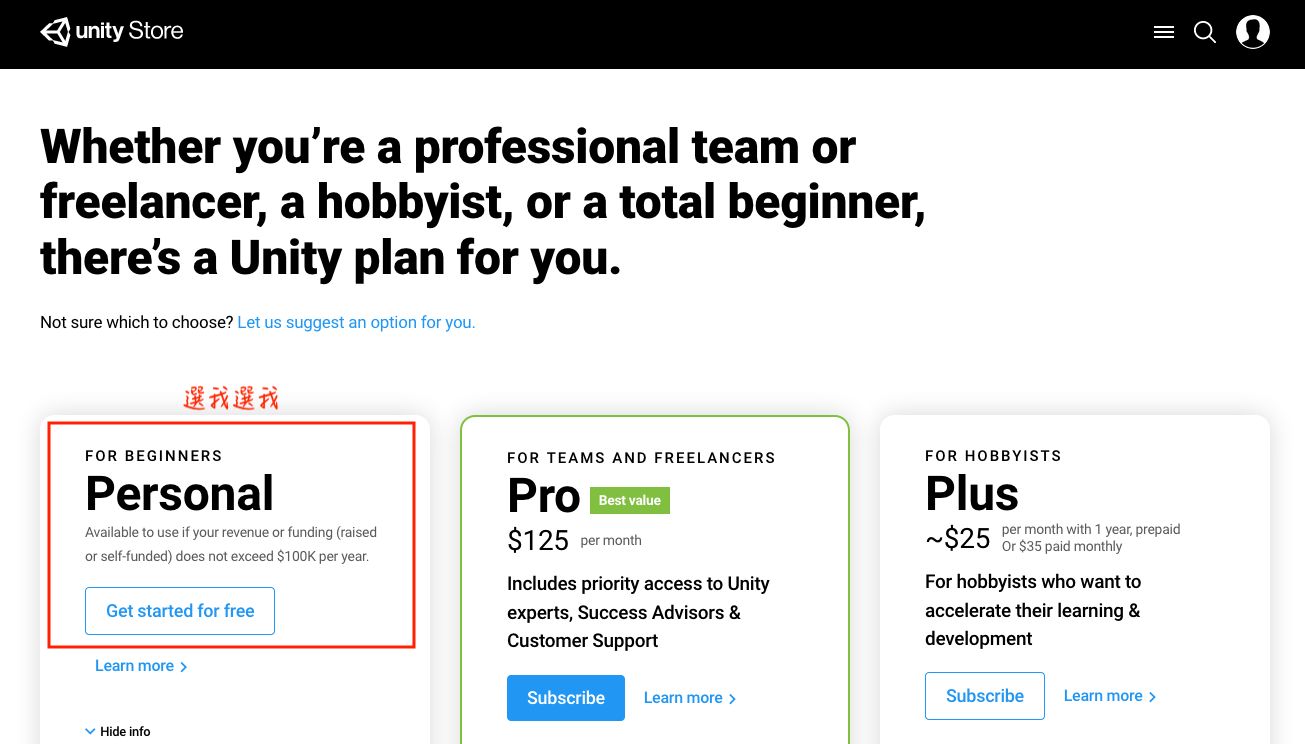 unity Store
Whether you’re a professional team or
freelancer, a hobbyist, or a total beginner,
there’s a Unity plan for you.
Not sure which to choose? Let us suggest an option for you.
選我選我
FOR BEGINNERS
Personal
Available to use if your revenue or funding (raised
or self-funded) does not exceed $100K per year.
Get started for free
Learn more
Hide info
FOR TEAMS AND FREELANCERS
Pro Best value
$125 per month
Includes priority access to Unity
experts, Success Advisors &
Customer Support
Subscribe Learn more
FOR HOBBYISTS
Plus
~$25 per month with 1 year, prepaid
Or $35 paid monthly
For hobbyists who want to
accelerate their learning &
development
Subscribe Learn more